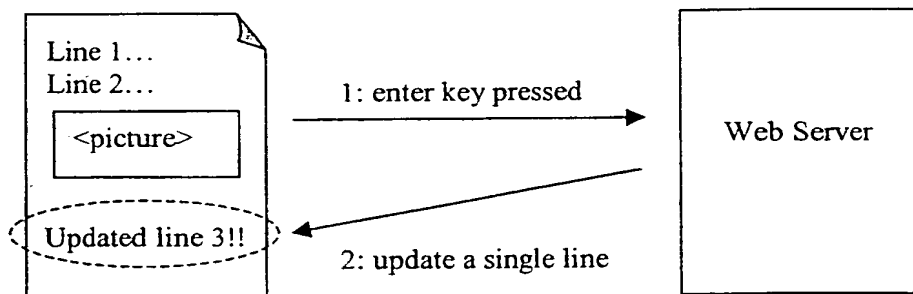 Line 1…
Line 2…
<picture>
Updated line 3!!
1: enter key pressed
2: update a single line
Web Server